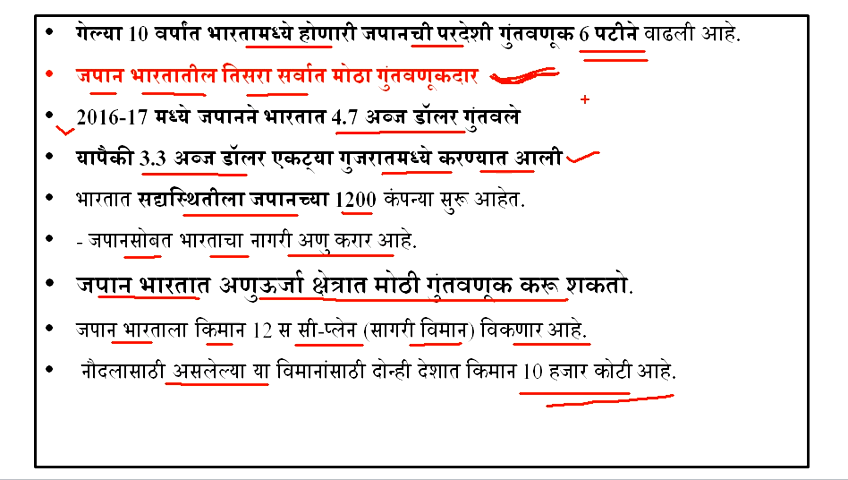 • गेल्या 10 वर्षांत भारतामध्ये होणारी जपानची परदेशी गुंतवणूक 6 पटीने वाढली आहे.
• जपान भारतातील तिसरा सर्वात मोठा गुंतवणूकदार
• 2016-17 मध्ये जपानने भारतात 4.7 अब्ज डॉलर गुंतवले
• यापैकी 3.3 अब्ज डॉलर एकट्या गुजरातमध्ये करण्यात आली
• भारतात सद्यस्थितीला जपानच्या 1200 कंपन्या सुरू आहेत.
• - जपानसोबत भारताचा नागरी अणु करार आहे.
• जपान भारतात अणुऊर्जा क्षेत्रात मोठी गुंतवणूक करू शकतो.
• जपान भारताला किमान 12 स सी-प्लेन (सागरी विमान) विकणार आहे.
• नौदलासाठी असलेल्या या विमानांसाठी दोन्ही देशात किमान 10 हजार कोटी आहे.